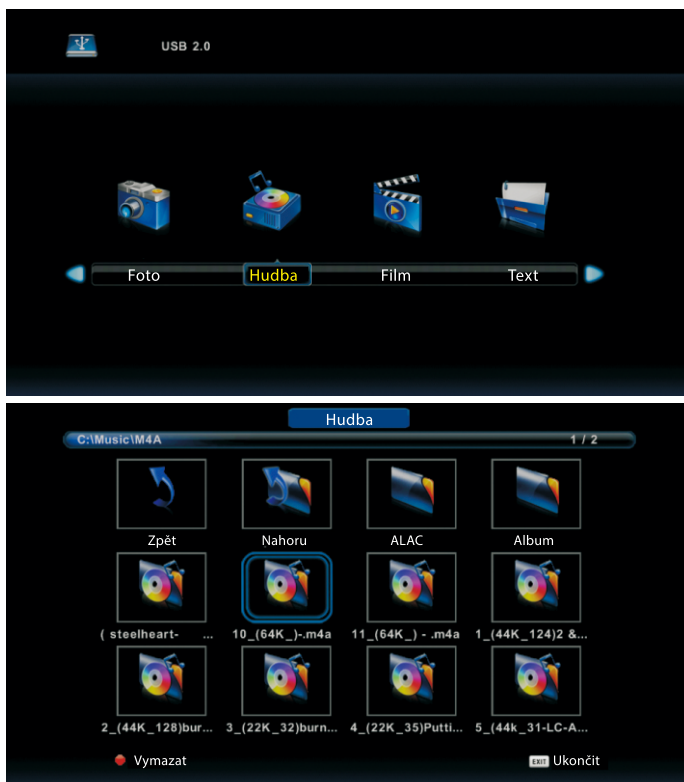 USB 2.0
Foto Hudba Film Text
Hudba
C:\Music\M4A 1 / 2
Zpět Nahoru ALAC Album
( steelheart- ... 10_(64K_)-.m4a 11_(64K_) - .m4a 1_(44K_124)2 &...
2_(44K_128)bur... 3_(22K_32)burn... 4_(22K_35)Putti... 5_(44k_31-LC-A...
Vymazat EXIT Ukončit